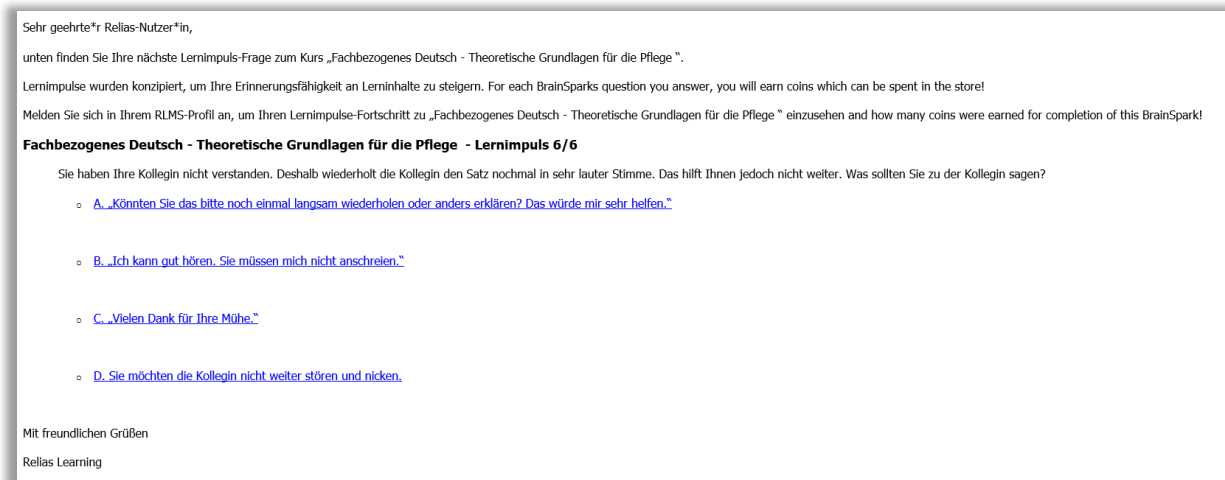 Sehr geehrte*r Relias-Nutzer*in,
unten finden Sie Ihre nächste Lernimpuls-Frage zum Kurs „Fachbezogenes Deutsch - Theoretische Grundlagen für die Pflege “.
Lernimpulse wurden konzipiert, um Ihre Erinnerungsfähigkeit an Lerninhalte zu steigern. For each BrainSparks question you answer, you will earn coins which can be spent in the store!
Melden Sie sich in Ihrem RLMS-Profil an, um Ihren Lernimpulse-Fortschritt zu „Fachbezogenes Deutsch - Theoretische Grundlagen für die Pflege “ einzusehen and how many coins were earned for completion of this BrainSpark!
Fachbezogenes Deutsch - Theoretische Grundlagen für die Pflege - Lernimpuls 6/6
Sie haben Ihre Kollegin nicht verstanden. Deshalb wiederholt die Kollegin den Satz nochmal in sehr lauter Stimme. Das hilft Ihnen jedoch nicht weiter. Was sollten Sie zu der Kollegin sagen?
A. „Könnten Sie das bitte noch einmal langsam wiederholen oder anders erklären? Das würde mir sehr helfen.“
B. „Ich kann gut hören. Sie müssen mich nicht anschreien.“
C. „Vielen Dank für Ihre Mühe.“
D. Sie möchten die Kollegin nicht weiter stören und nicken.
Mit freundlichen Grüßen
Relias Learning